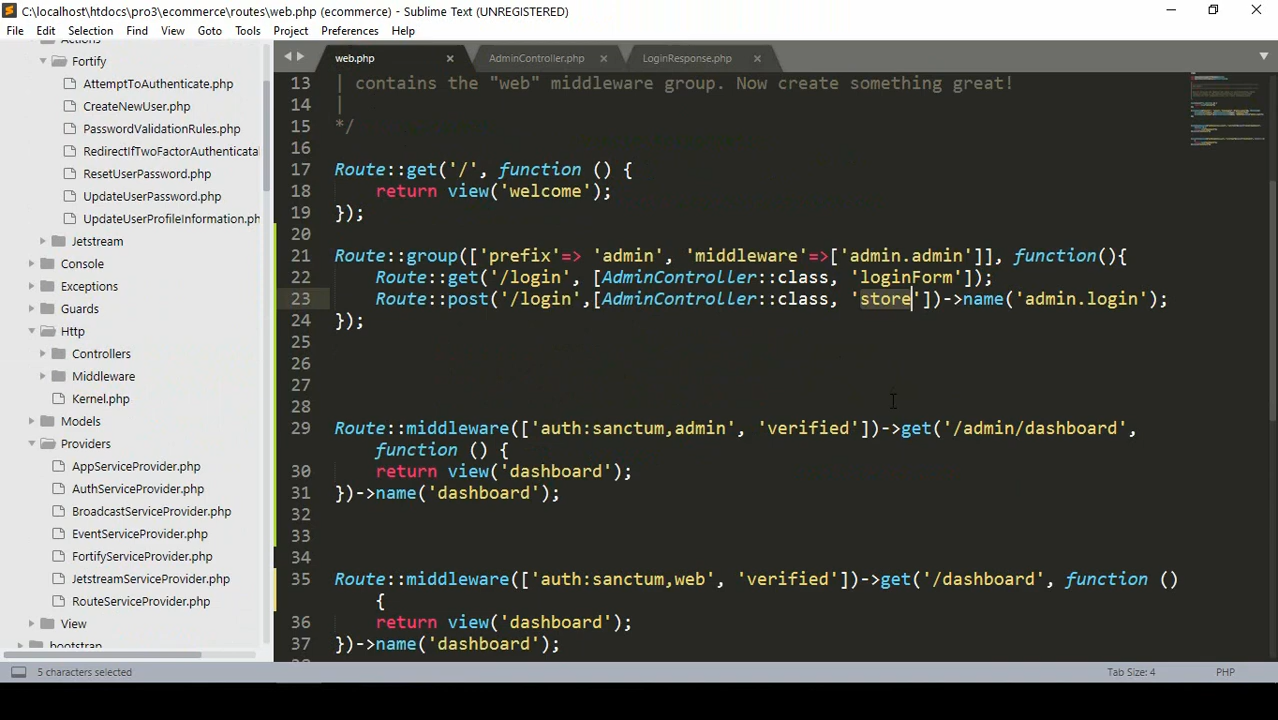 C:\localhost\htdocs\pro3\ecommerce\routes\web.php (ecommerce) - Sublime Text (UNREGISTERED)
File Edit Selection Find View Goto Tools Project Preferences Help
Actions
Fortify
AttemptToAuthenticate.php
CreateNewUser.php
PasswordValidationRules.php
RedirectIfTwoFactorAuthenticata
ResetUserPassword.php
UpdateUserPassword.php
UpdateUserProfileInformation.ph
Jetstream
Console
Exceptions
Guards
Http
Controllers
Middleware
Kernel.php
Models
Providers
AppServiceProvider.php
AuthServiceProvider.php
BroadcastServiceProvider.php
EventServiceProvider.php
FortifyServiceProvider.php
JetstreamServiceProvider.php
RouteServiceProvider.php
View
bootstrap
web.php AdminController.php LoginResponse.php
13 | contains the "web" middleware group. Now create something great!
14 |
15 */
16
17 Route::get('/', function () {
18 return view('welcome');
19 });
20
21 Route::group(['prefix'=> 'admin', 'middleware'=>['admin.admin']], function(){
22 Route::get('/login', [AdminController::class, 'loginForm']);
23 Route::post('/login',[AdminController::class, 'store'])->name('admin.login');
24 });
25
26
27
28
29 Route::middleware(['auth:sanctum,admin', 'verified'])->get('/admin/dashboard',
function () {
30 return view('dashboard');
31 })->name('dashboard');
32
33
34
35 Route::middleware(['auth:sanctum,web', 'verified'])->get('/dashboard', function ()
{
36 return view('dashboard');
37 })->name('dashboard');
5 characters selected Tab Size: 4 PHP